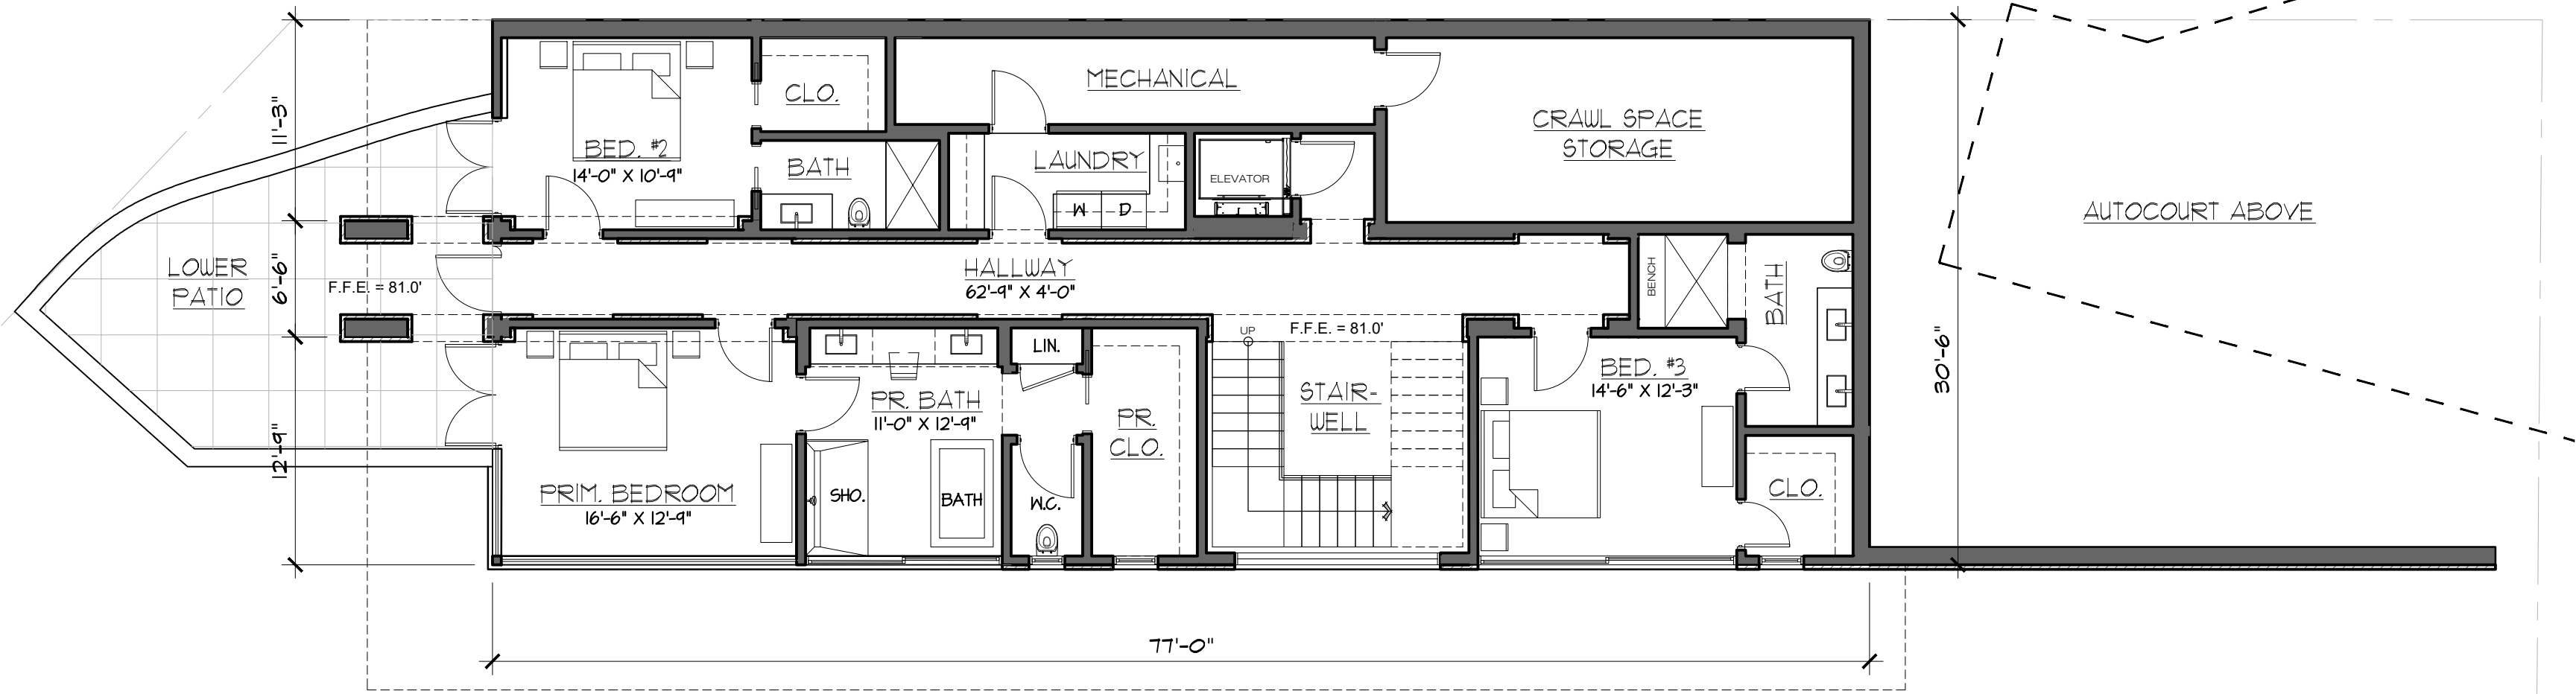 MECHANICAL
CLO.
CRAWL SPACE
STORAGE
11'-3"
BED. #2
14'-0" X 10'-9"
BATH
LAUNDRY
ELEVATOR
W
D
AUTOCOURT ABOVE
LOWER
PATIO
6'-6"
F.F.E. = 81.0'
HALLWAY
62'-9" X 4'-0"
BENCH
BATH
UP
F.F.E. = 81.0'
LIN.
30'-6"
BED. #3
14'-6" X 12'-3"
PR. BATH
11'-0" X 12'-9"
STAIR-
WELL
PR.
CLO.
12'-9"
PRIM. BEDROOM
16'-6" X 12'-9"
SHO.
BATH
W.C.
CLO.
77'-0"